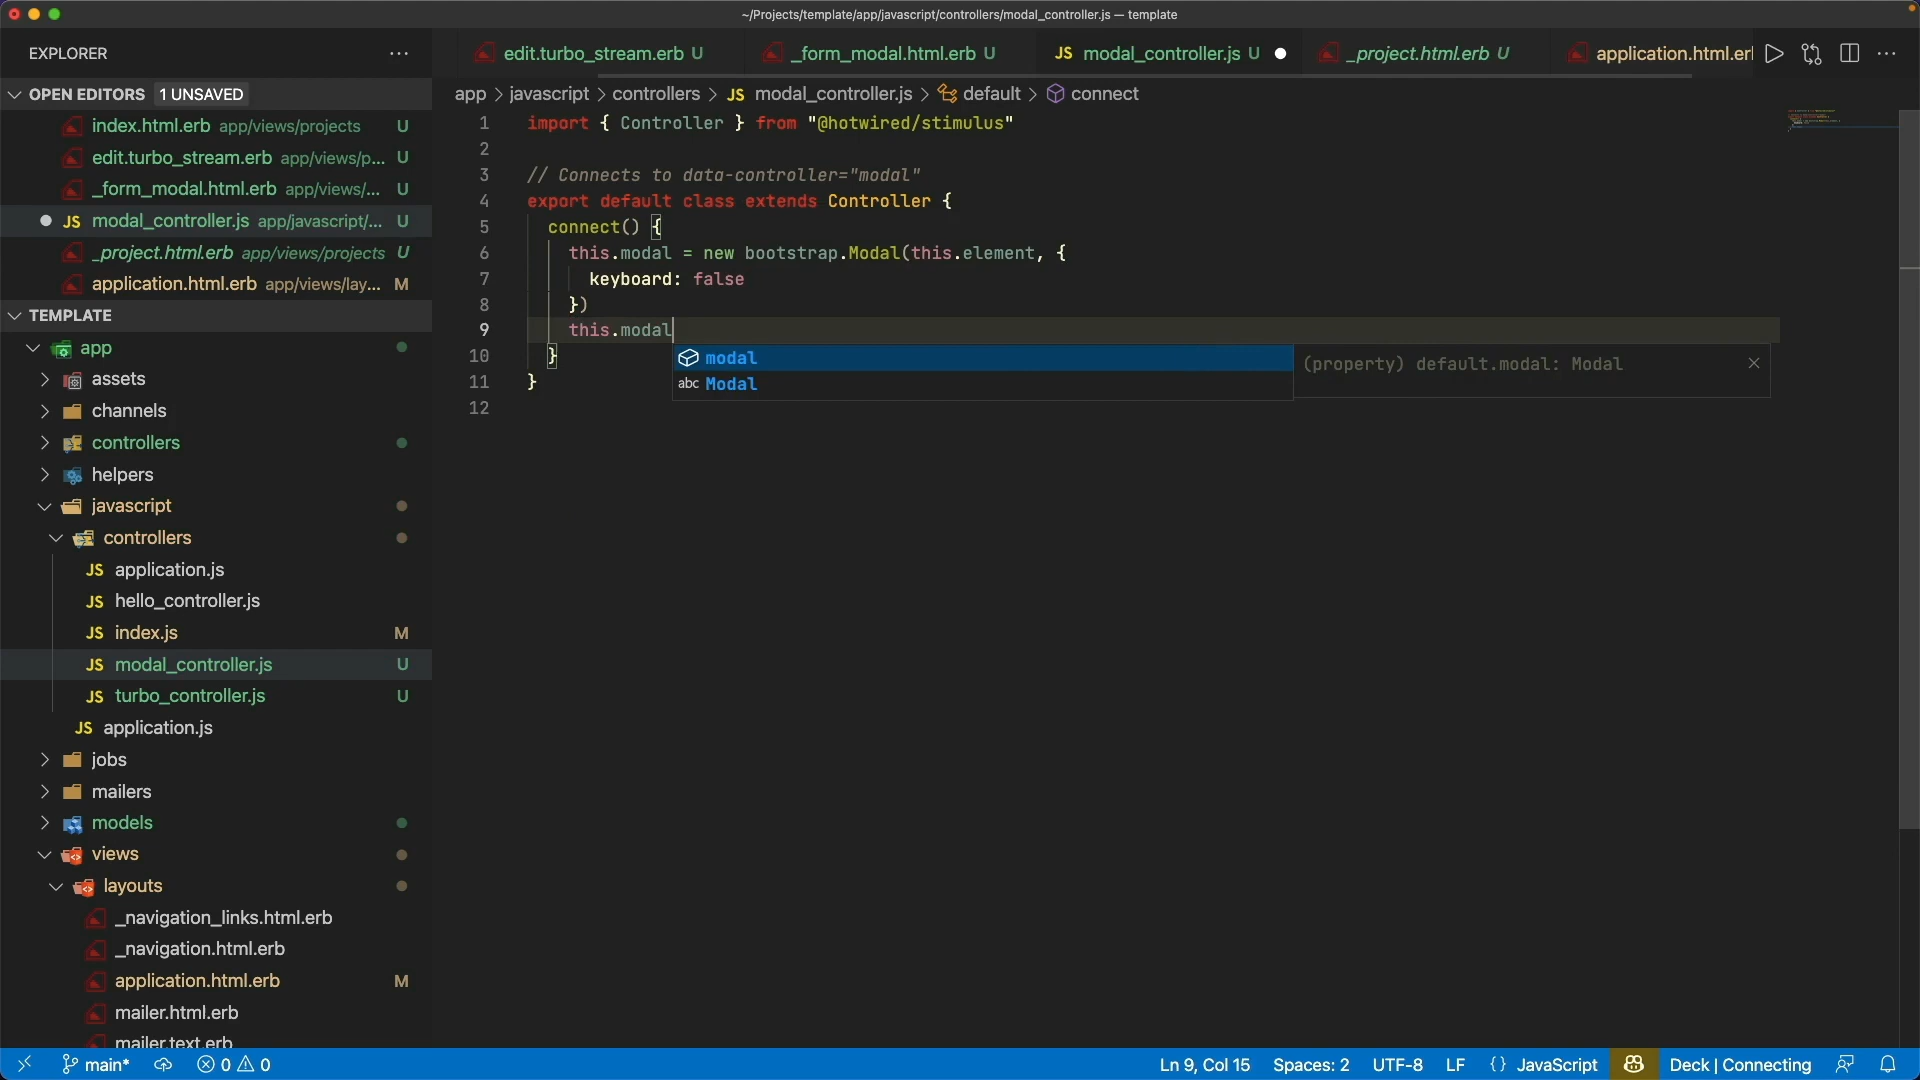 ~/Projects/template/app/javascript/controllers/modal_controller.js — template
EXPLORER
edit.turbo_stream.erb U
_form_modal.html.erb U
JS modal_controller.js U
_project.html.erb U
application.html.er
OPEN EDITORS 1 UNSAVED
index.html.erb app/views/projects U
edit.turbo_stream.erb app/views/p... U
_form_modal.html.erb app/views/... U
JS modal_controller.js app/javascript/... U
_project.html.erb app/views/projects U
application.html.erb app/views/lay... M
TEMPLATE
app
assets
channels
controllers
helpers
javascript
controllers
JS application.js
JS hello_controller.js
JS index.js M
JS modal_controller.js U
JS turbo_controller.js U
JS application.js
jobs
mailers
models
views
layouts
_navigation_links.html.erb
_navigation.html.erb
application.html.erb M
mailer.html.erb
mailer.text.erb
app > javascript > controllers > JS modal_controller.js > default > connect
1 import { Controller } from "@hotwired/stimulus"
2
3 // Connects to data-controller="modal"
4 export default class extends Controller {
5 connect() {
6 this.modal = new bootstrap.Modal(this.element, {
7 keyboard: false
8 })
9 this.modal
10 }
11 }
12
modal
abc Modal
(property) default.modal: Modal
main* 0 0 Ln 9, Col 15 Spaces: 2 UTF-8 LF {} JavaScript Deck | Connecting